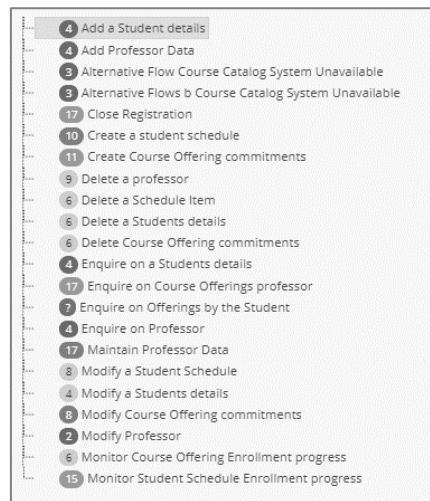 4 Add a Student details
4 Add Professor Data
3 Alternative Flow Course Catalog System Unavailable
3 Alternative Flows b Course Catalog System Unavailable
17 Close Registration
10 Create a student schedule
11 Create Course Offering commitments
9 Delete a professor
6 Delete a Schedule Item
6 Delete a Students details
6 Delete Course Offering commitments
4 Enquire on a Students details
17 Enquire on Course Offerings professor
? Enquire on Offerings by the Student
4 Enquire on Professor
17 Maintain Professor Data
8 Modify a Student Schedule
4 Modify a Students details
8 Modify Course Offering commitments
2 Modify Professor
6 Monitor Course Offering Enrollment progress
15 Monitor Student Schedule Enrollment progress